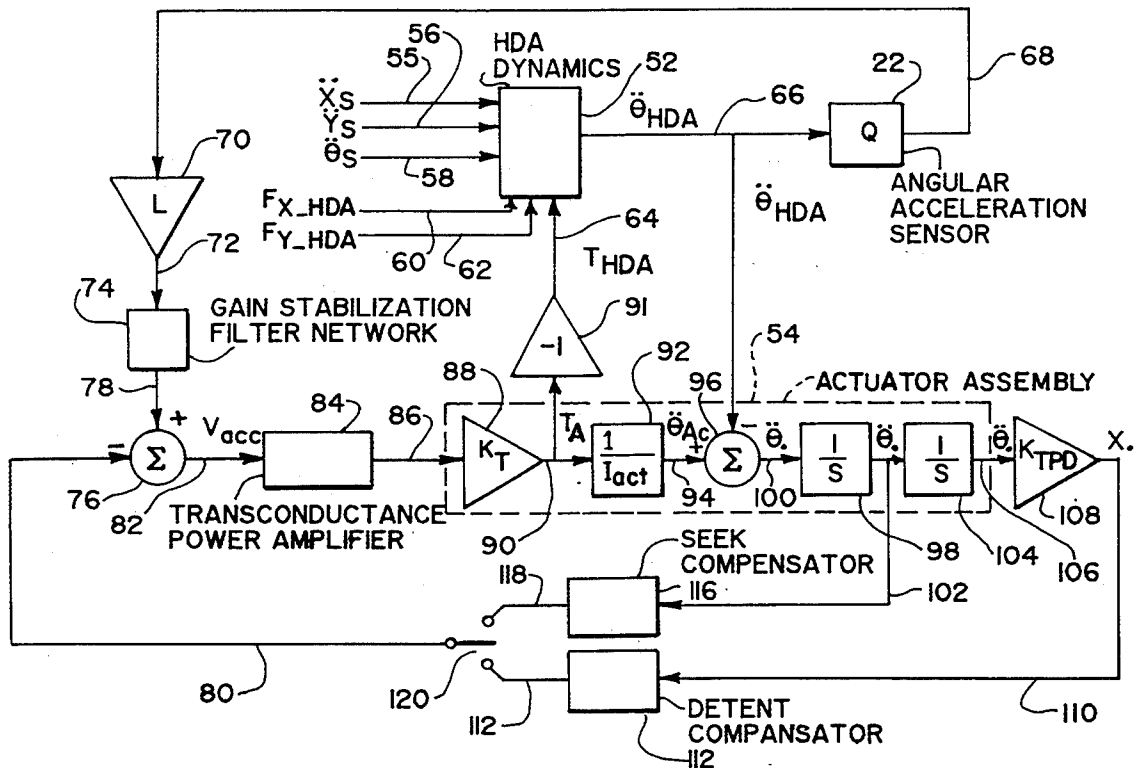 56
55
HDA
DYNAMICS
52
22
68
ẌS
ŸS
θ̈S
58
θ̈HDA
66
Q
70
L
72
FX_HDA
FY_HDA
60
62
64
THDA
θ̈HDA
ANGULAR
ACCELERATION
SENSOR
74
GAIN STABILIZATION
FILTER NETWORK
78
91
-1
54
ACTUATOR ASSEMBLY
88
92
96
84
86
+
-
Σ
76
Vacc
82
TRANSCONDUCTANCE
POWER AMPLIFIER
KT
TA
90
1
Iact
θ̈Ac
94
+
-
Σ
θ̈.
100
1
S
98
θ̈.
1
S
104
θ̈.
106
KTPD
108
X.
SEEK
COMPENSATOR
118
116
102
80
120
112
DETENT COMPANSATOR
112
110